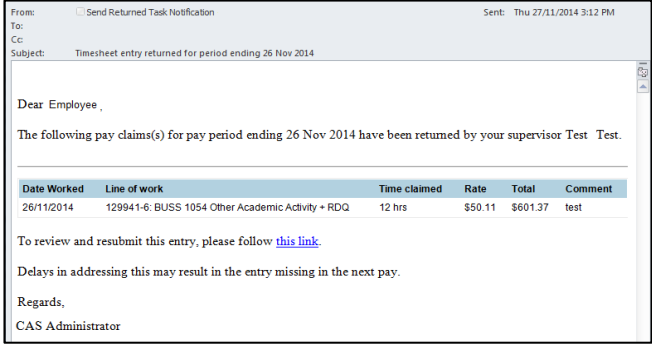 From: Send Returned Task Notification Sent: Thu 27/11/2014 3:12 PM
To:
Cc:
Subject: Timesheet entry returned for period ending 26 Nov 2014
Dear Employee ,
The following pay claims(s) for pay period ending 26 Nov 2014 have been returned by your supervisor Test Test.
Date Worked Line of work Time claimed Rate Total Comment
26/11/2014 129941-6: BUSS 1054 Other Academic Activity + RDQ 12 hrs $50.11 $601.37 test
To review and resubmit this entry, please follow this link.
Delays in addressing this may result in the entry missing in the next pay.
Regards,
CAS Administrator